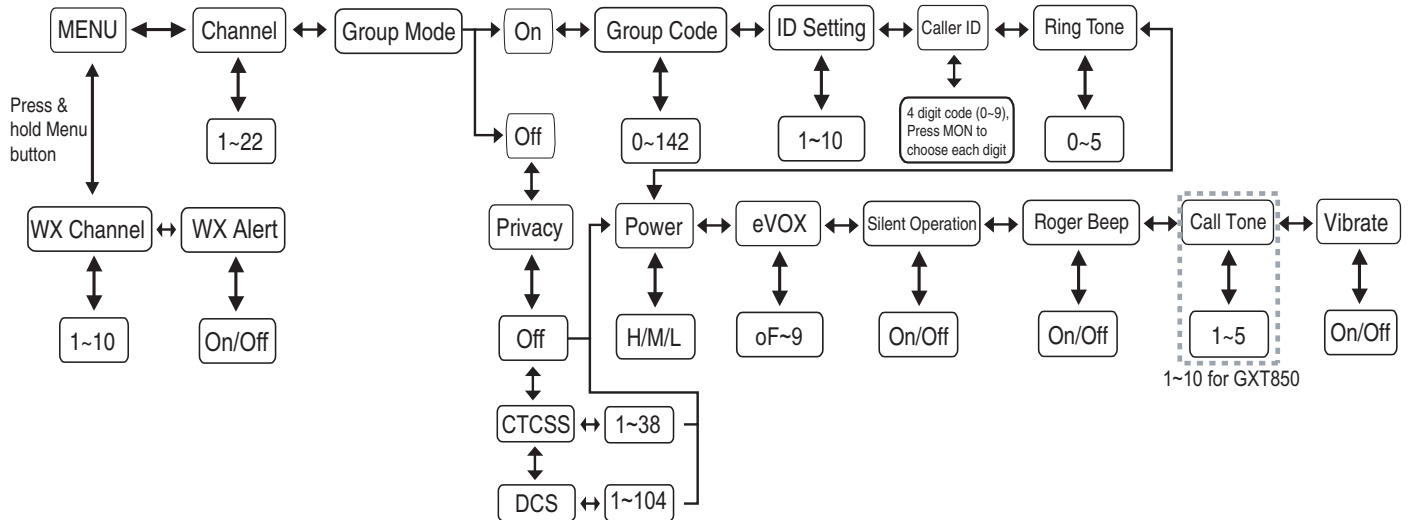 MENU
Channel
Group Mode
On
Group Code
ID Setting
Caller ID
Ring Tone
Press &
hold Menu
button
1~22
Off
0~142
1~10
4 digit code (0~9),
Press MON to
choose each digit
0~5
WX Channel
WX Alert
Privacy
Power
eVOX
Silent Operation
Roger Beep
Call Tone
Vibrate
1~10
On/Off
Off
H/M/L
oF~9
On/Off
On/Off
1~5
On/Off
1~10 for GXT850
CTCSS
1~38
DCS
1~104